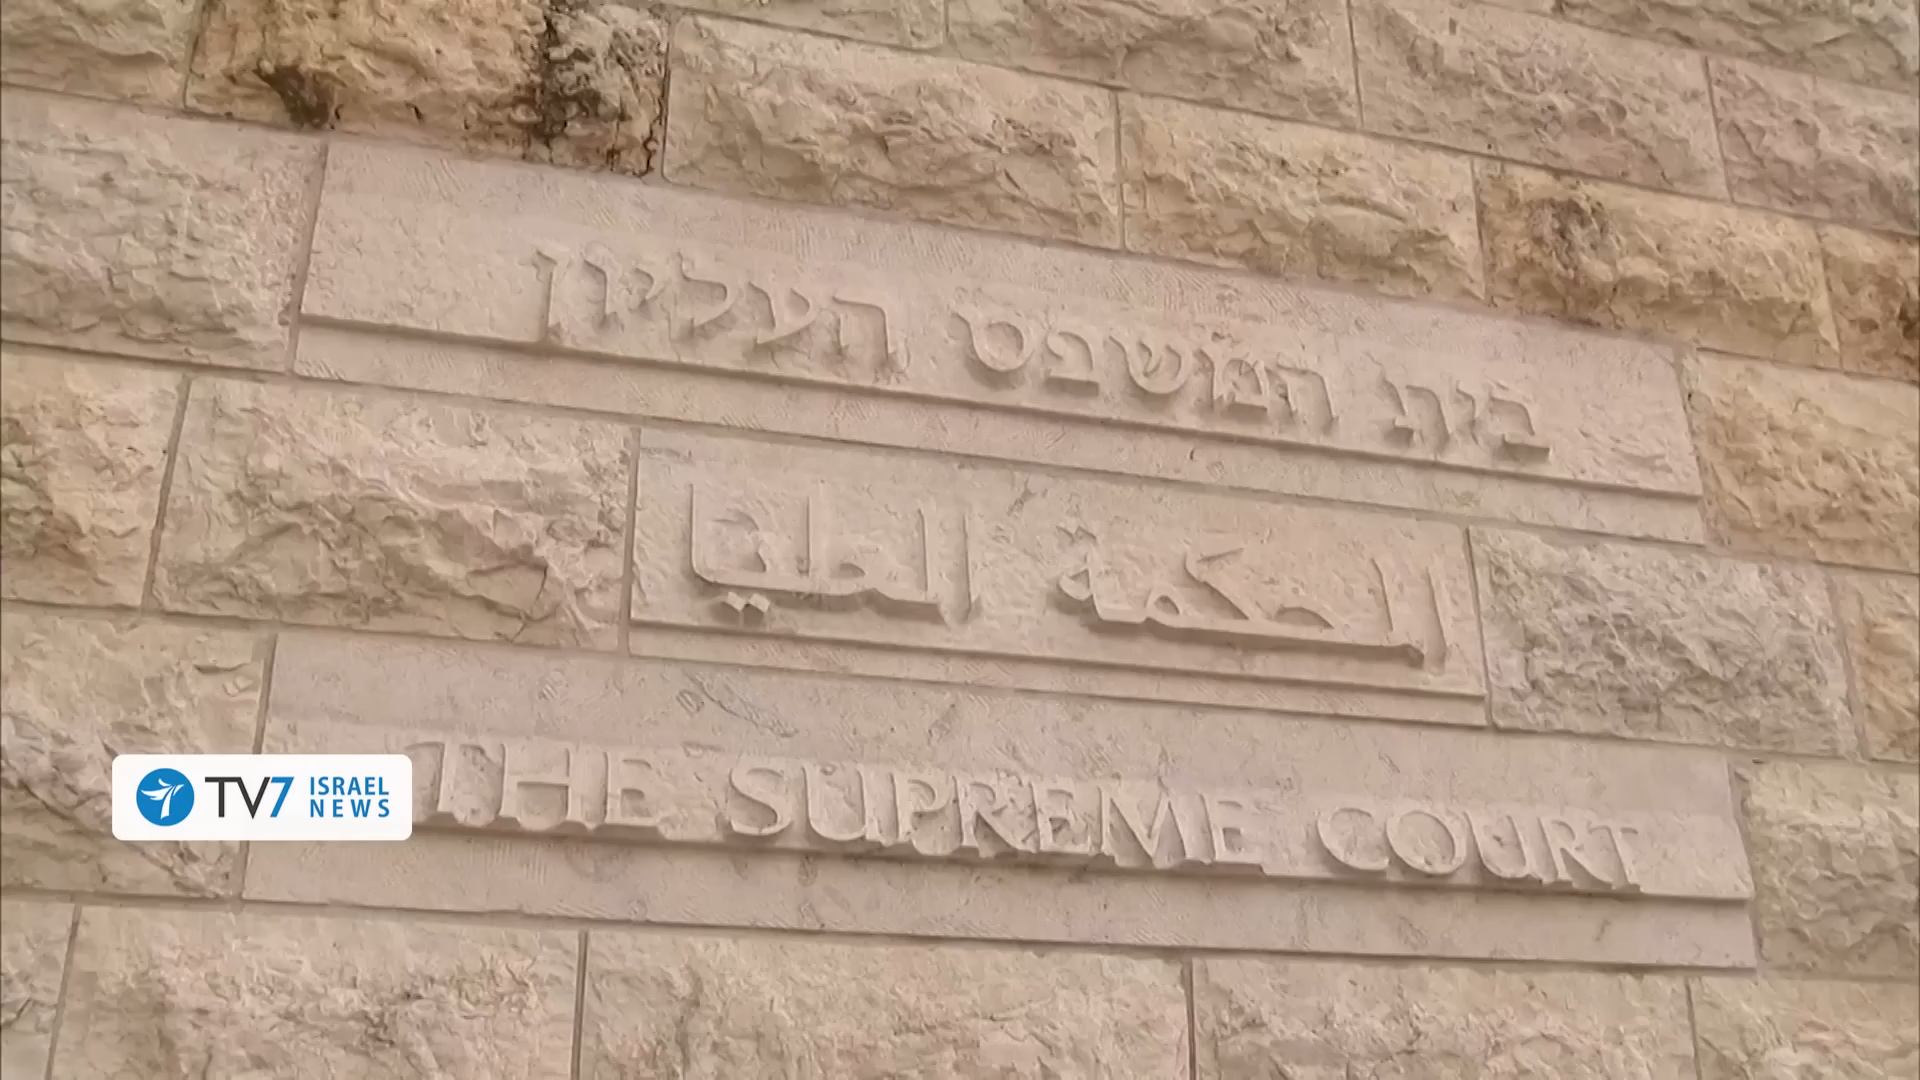 בית המשפט העליון
المحكمة العليا
THE SUPREME COURT
TV7 ISRAEL
NEWS